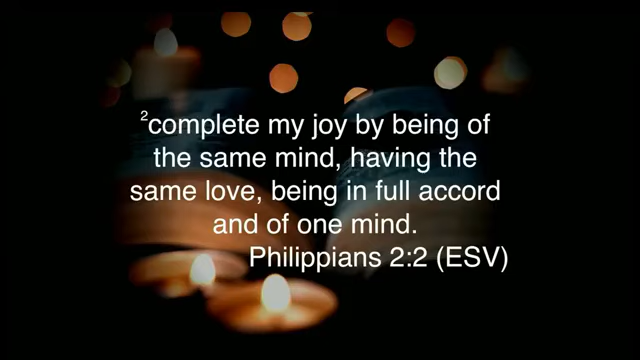 ²complete my joy by being of
the same mind, having the
same love, being in full accord
and of one mind.
Philippians 2:2 (ESV)